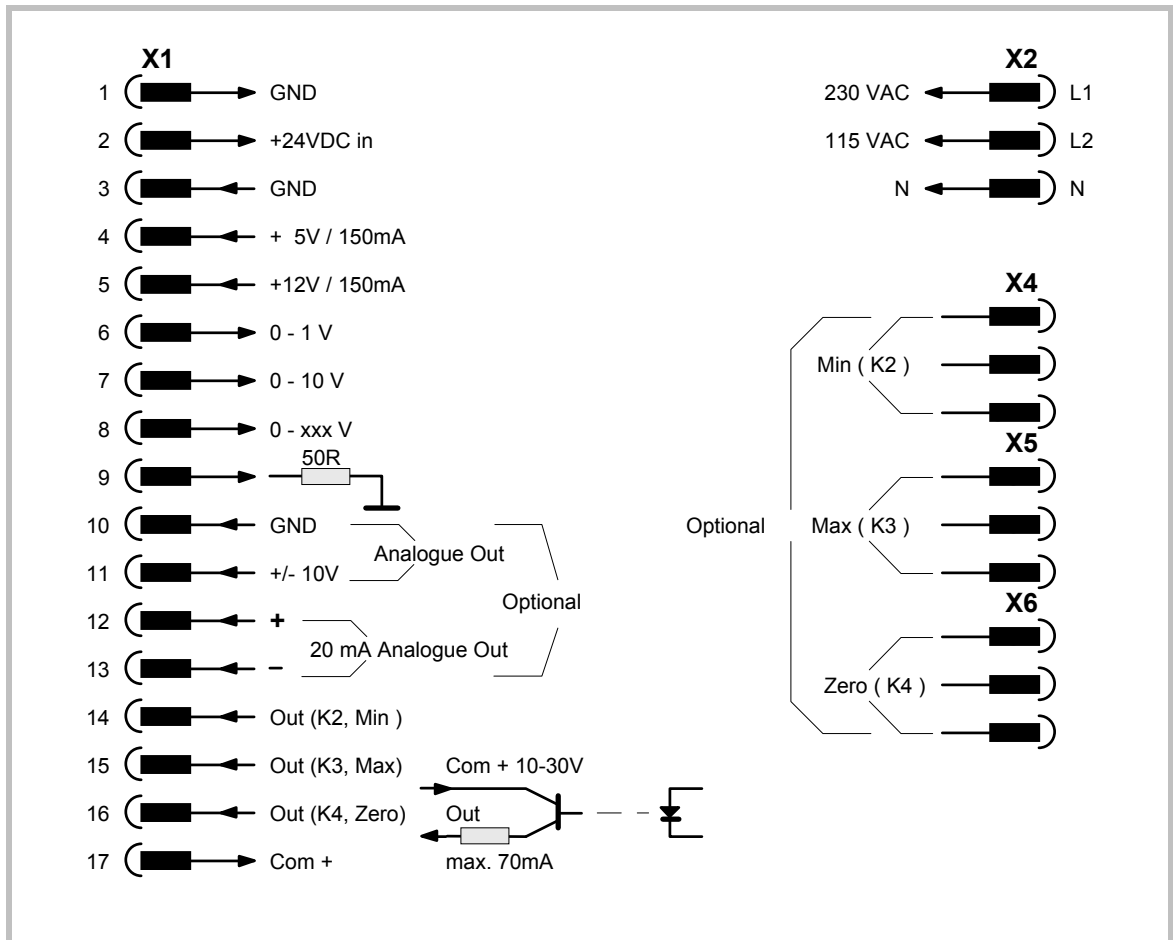 X1
1 GND
2 +24VDC in
3 GND
4 + 5V / 150mA
5 +12V / 150mA
6 0 - 1 V
7 0 - 10 V
8 0 - xxx V
50R
9
10 GND
Analogue Out
11 +/- 10V
Optional
12 +
20 mA Analogue Out
13 –
14 Out (K2, Min )
15 Out (K3, Max) Com + 10-30V
16 Out (K4, Zero) Out
17 Com + max. 70mA
X2
230 VAC L1
115 VAC L2
N N
X4
Min ( K2 )
X5
Optional Max ( K3 )
X6
Zero ( K4 )